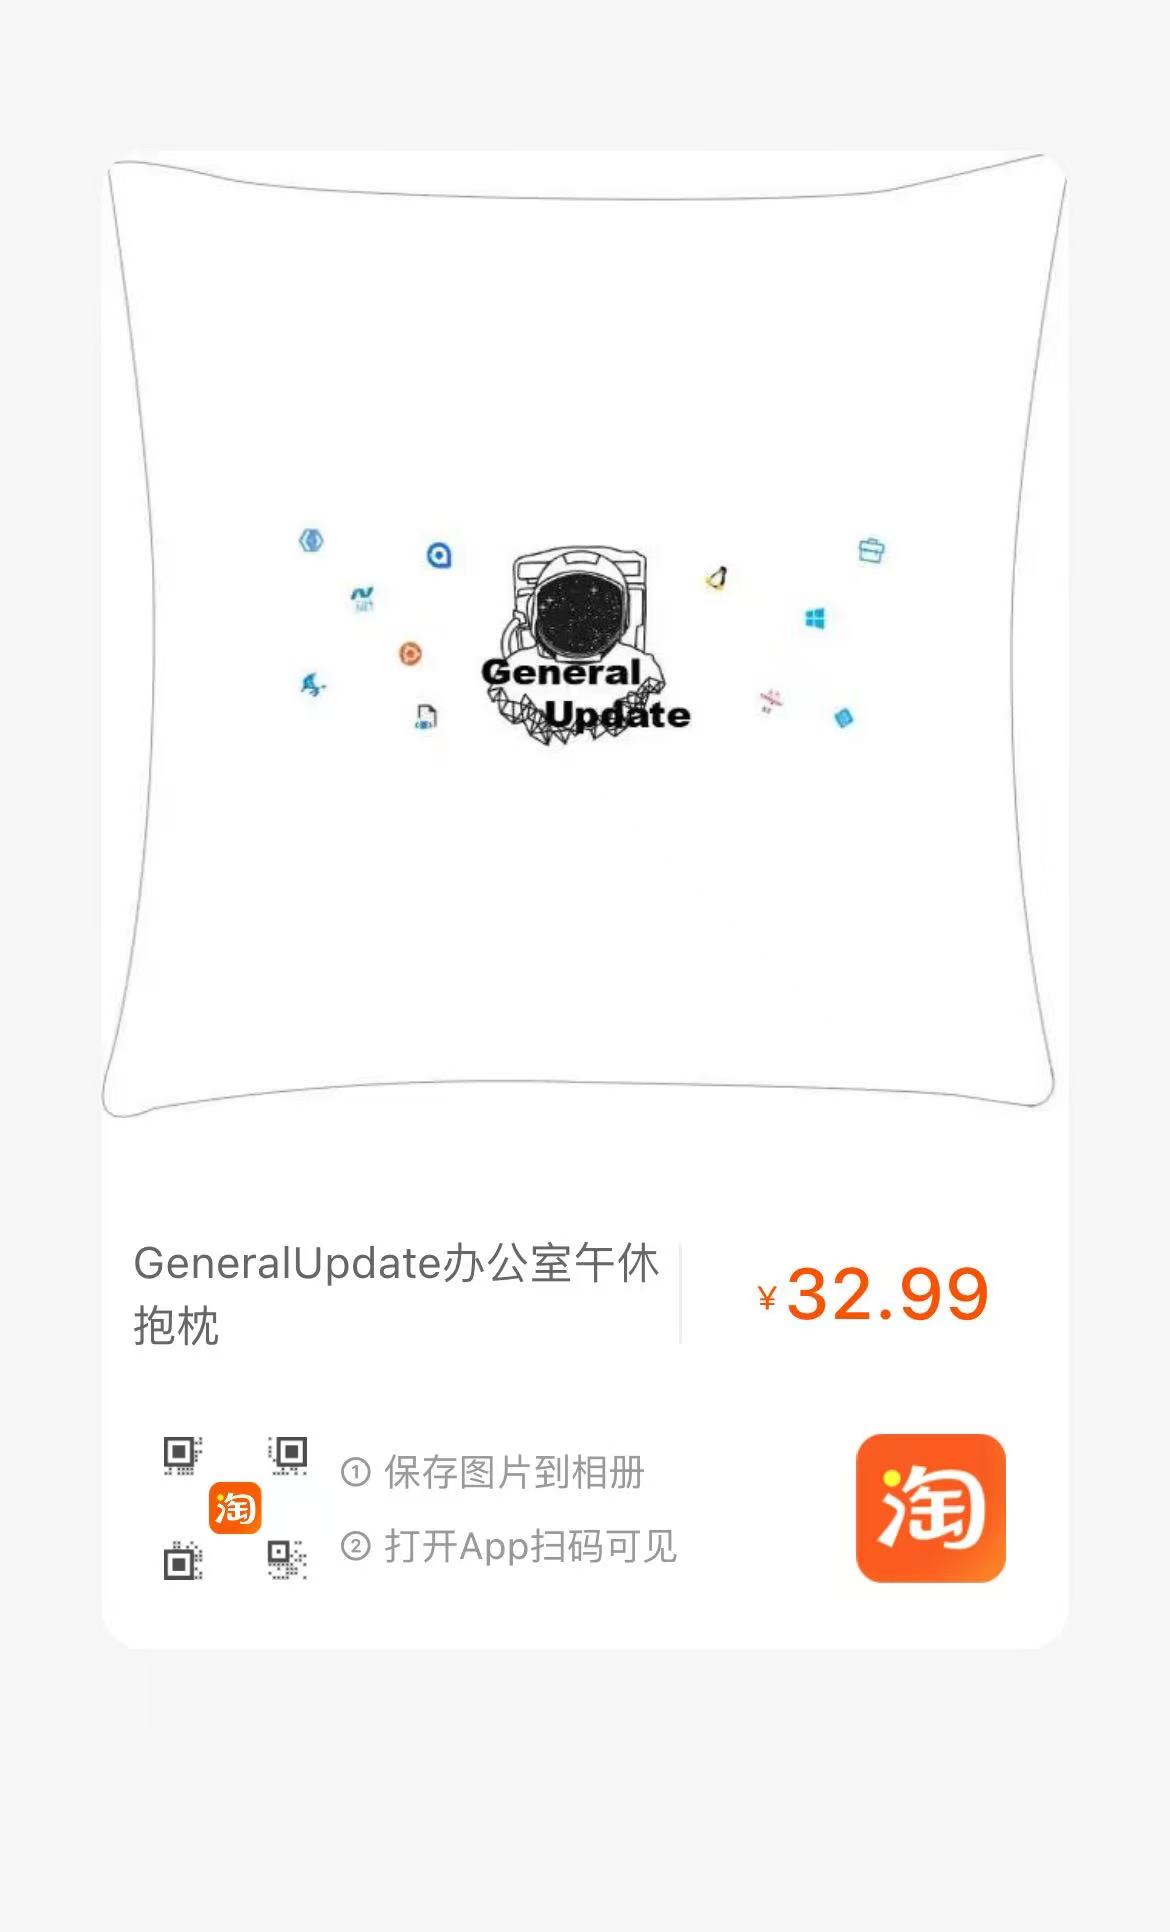 General
Update
GeneralUpdate办公室午休
抱枕
¥32.99
淘
① 保存图片到相册
② 打开App扫码可见
淘